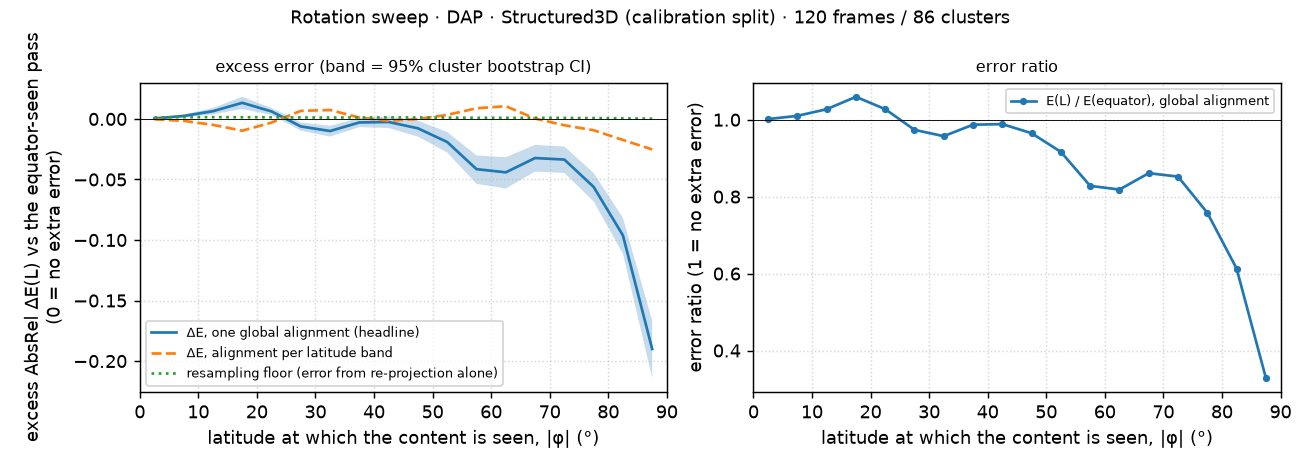 Rotation sweep · DAP · Structured3D (calibration split) · 120 frames / 86 clusters
excess error (band = 95% cluster bootstrap CI)
excess AbsRel ΔE(L) vs the equator-seen pass
(0 = no extra error)
0.00
−0.05
−0.10
−0.15
−0.20
ΔE, one global alignment (headline)
ΔE, alignment per latitude band
resampling floor (error from re-projection alone)
0 10 20 30 40 50 60 70 80 90
latitude at which the content is seen, |φ| (°)
error ratio
error ratio (1 = no extra error)
1.0
0.8
0.6
0.4
E(L) / E(equator), global alignment
0 10 20 30 40 50 60 70 80 90
latitude at which the content is seen, |φ| (°)